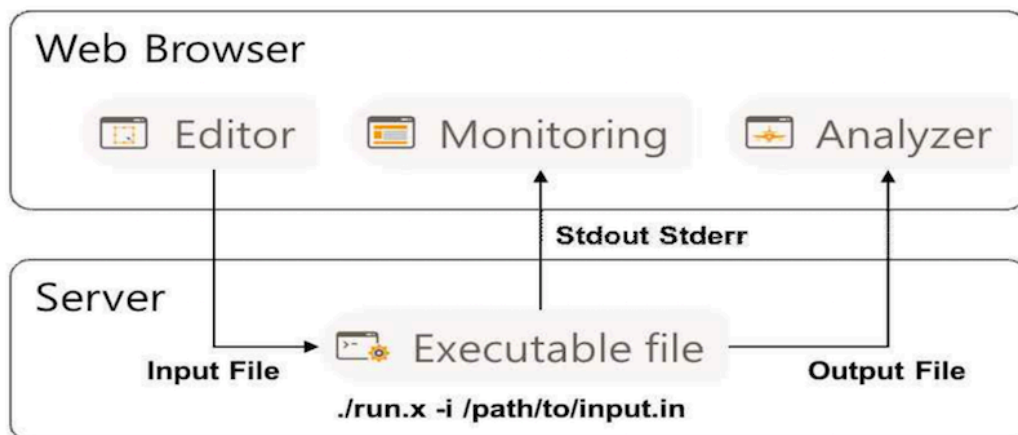 Web Browser
Editor
Monitoring
Analyzer
Stdout Stderr
Server
Executable file
Input File
Output File
./run.x -i /path/to/input.in